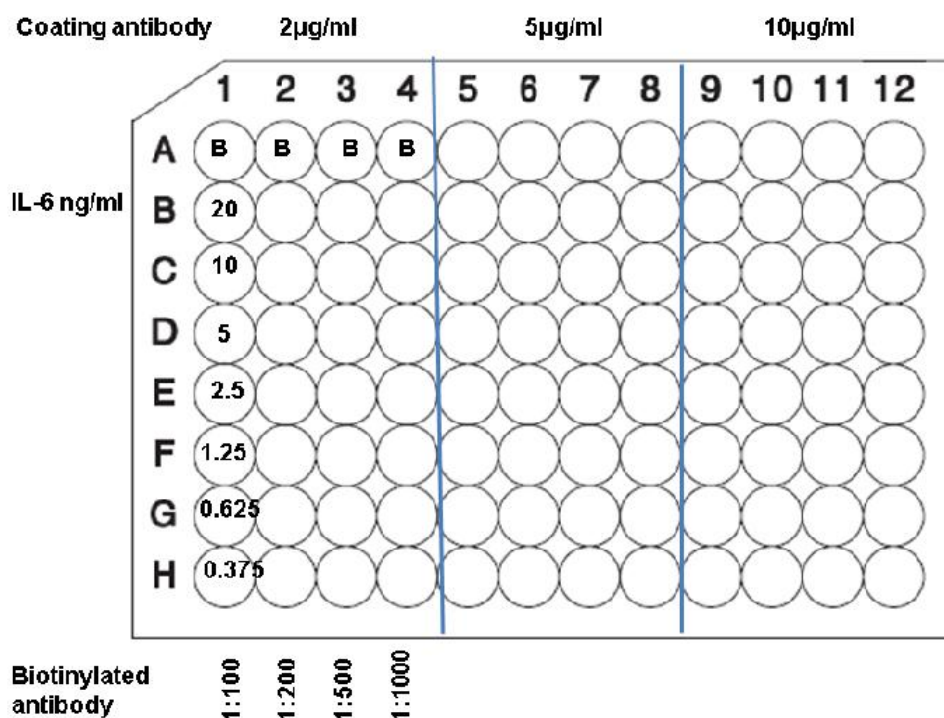 Coating antibody 2µg/ml 5µg/ml 10µg/ml
1 2 3 4 5 6 7 8 9 10 11 12
A B B B B
IL-6 ng/ml B 20
C 10
D 5
E 2.5
F 1.25
G 0.625
H 0.375
Biotinylated
antibody
1:100 1:200 1:500 1:1000